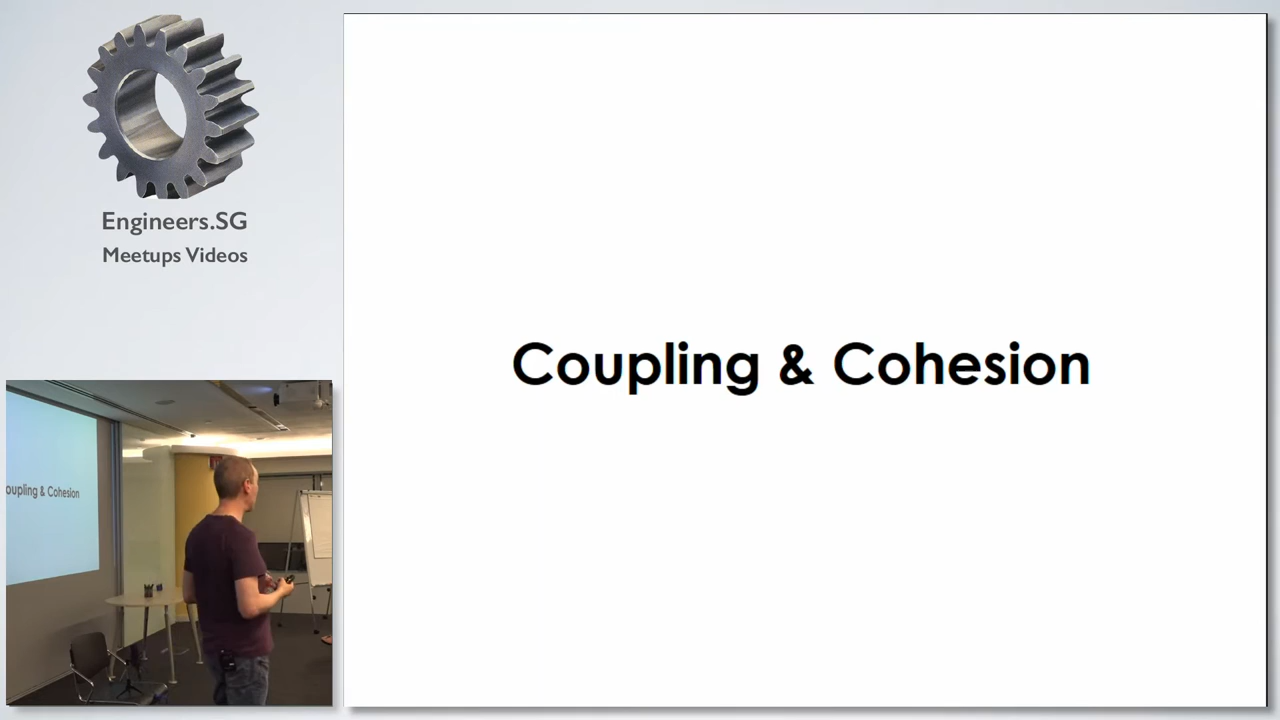 Engineers.SG
Meetups Videos
Coupling & Cohesion
oupling & Cohesion